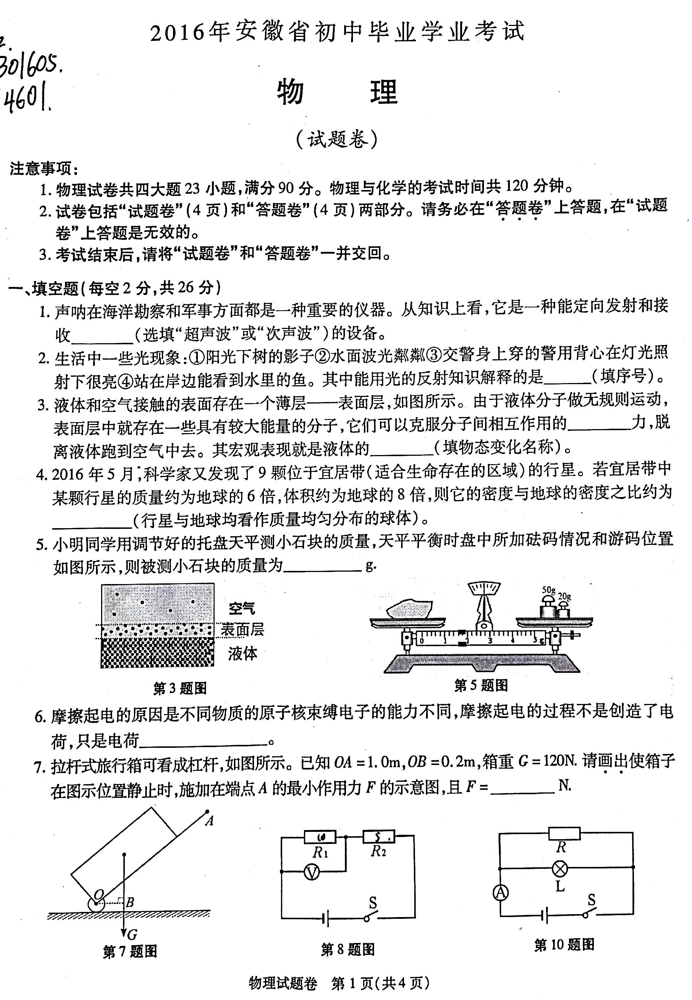 2016年安徽省初中毕业学业考试
301605.
4601.
物 理
(试题卷)
注意事项:
1. 物理试卷共四大题23小题,满分90分。物理与化学的考试时间共120分钟。
2. 试卷包括“试题卷”(4页)和“答题卷”(4页)两部分。请务必在“答题卷”上答题,在“试题
卷”上答题是无效的。
3. 考试结束后,请将“试题卷”和“答题卷”一并交回。
一、填空题(每空2分,共26分)
1. 声呐在海洋勘察和军事方面都是一种重要的仪器。从知识上看,它是一种能定向发射和接
收________(选填“超声波”或“次声波”)的设备。
2. 生活中一些光现象:①阳光下树的影子②水面波光粼粼③交警身上穿的警用背心在灯光照
射下很亮④站在岸边能看到水里的鱼。其中能用光的反射知识解释的是______(填序号)。
3. 液体和空气接触的表面存在一个薄层——表面层,如图所示。由于液体分子做无规则运动,
表面层中就存在一些具有较大能量的分子,它们可以克服分子间相互作用的________力,脱
离液体跑到空气中去。其宏观表现就是液体的________(填物态变化名称)。
4. 2016年5月,科学家又发现了9颗位于宜居带(适合生命存在的区域)的行星。若宜居带中
某颗行星的质量约为地球的6倍,体积约为地球的8倍,则它的密度与地球的密度之比约为
__________(行星与地球均看作质量均匀分布的球体)。
5. 小明同学用调节好的托盘天平测小石块的质量,天平平衡时盘中所加砝码情况和游码位置
如图所示,则被测小石块的质量为__________ g.
空气
表面层
液体
第3题图
50g
20g
0 1 2 3 4 5g
第5题图
6. 摩擦起电的原因是不同物质的原子核束缚电子的能力不同,摩擦起电的过程不是创造了电
荷,只是电荷________________。
7. 拉杆式旅行箱可看成杠杆,如图所示。已知OA=1.0m,OB=0.2m,箱重G=120N. 请画出使箱子
在图示位置静止时,施加在端点A的最小作用力F的示意图,且F=________ N.
A
O
B
G
第7题图
10
5
R1
R2
V
S
第8题图
R
L
A
S
第10题图
物理试题卷 第1页(共4页)